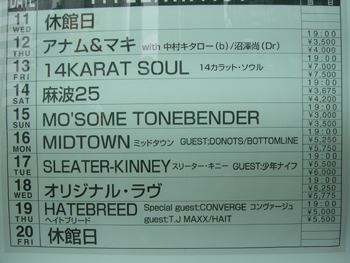 DATE
11 WED 休館日
12 THU アナム&マキ with 中村キタロー(b)/沼澤尚(Dr) 19:00 ¥3,500 ¥4,000
13 FRI 14KARAT SOUL 14カラット・ソウル 19:00 ¥7,000 ¥7,500
14 SAT 麻波25 18:00 ¥3,675 ¥4,200
15 SUN MO'SOME TONEBENDER 18:00 ¥3,000 ¥3,500
16 MON MIDTOWN ミッドタウン GUEST:DONOTS/BOTTOMLINE 19:00 ¥5,250 ¥5,750
17 TUE SLEATER-KINNEY スリーター・キニー GUEST:少年ナイフ 19:00 ¥5,500 ¥6,000
18 WED オリジナル・ラヴ 19:00 ¥5,250 ¥5,775
19 THU HATEBREED ヘイトブリード Special guest:CONVERGE コンヴァージュ 19:00 ¥5,000
guest:T.J MAXX/HAIT ¥5,500
20 FRI 休館日